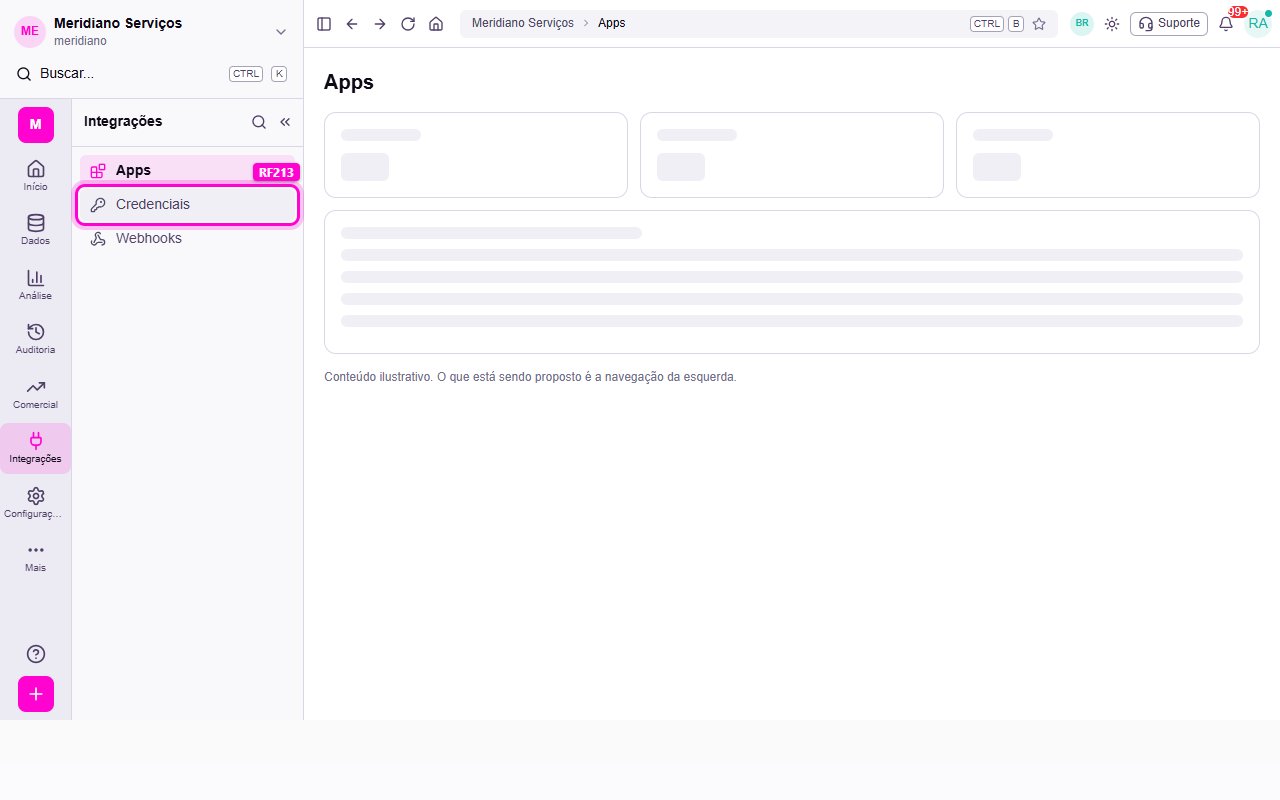 ME
Meridiano Serviços
meridiano
Buscar...
CTRL
K
Meridiano Serviços
Apps
CTRL
B
BR
Suporte
99+
RA
M
Início
Dados
Análise
Auditoria
Comercial
Integrações
Configuraç...
Mais
Integrações
Apps
RF213
Credenciais
Webhooks
Apps
Conteúdo ilustrativo. O que está sendo proposto é a navegação da esquerda.